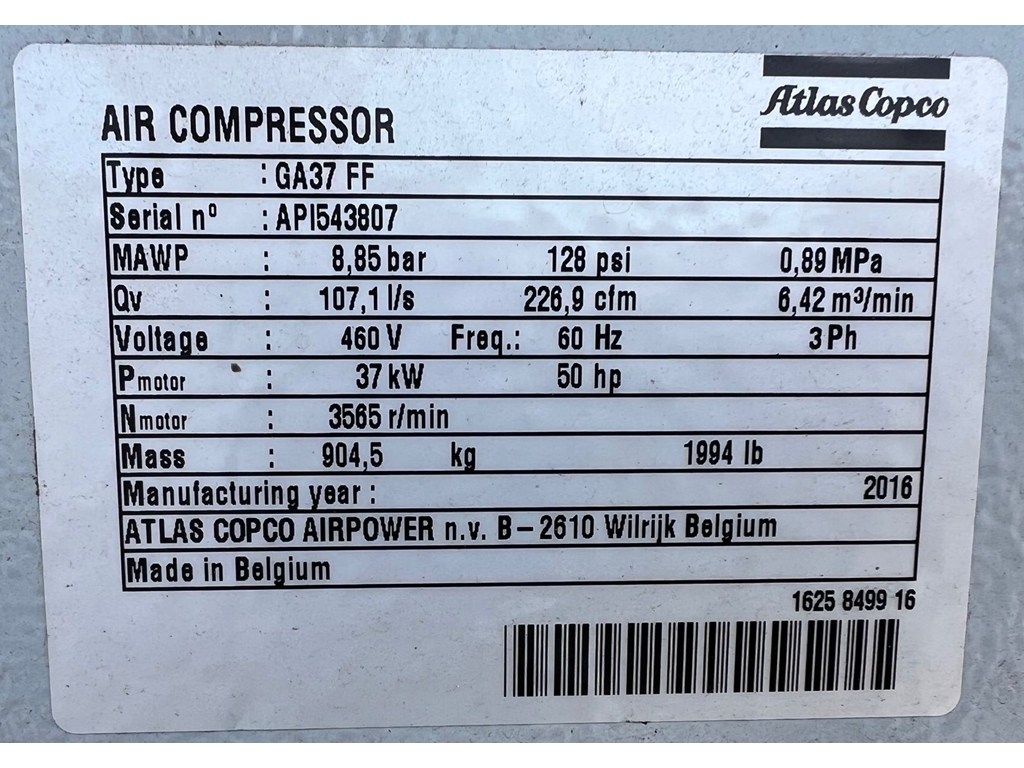 Atlas Copco
AIR COMPRESSOR
Type : GA37 FF
Serial nº : API543807
MAWP : 8,85 bar 128 psi 0,89 MPa
Qv : 107,1 l/s 226,9 cfm 6,42 m³/min
Voltage : 460 V Freq.: 60 Hz 3 Ph
Pmotor : 37 kW 50 hp
Nmotor : 3565 r/min
Mass : 904,5 kg 1994 lb
Manufacturing year : 2016
ATLAS COPCO AIRPOWER n.v. B – 2610 Wilrijk Belgium
Made in Belgium
1625 8499 16